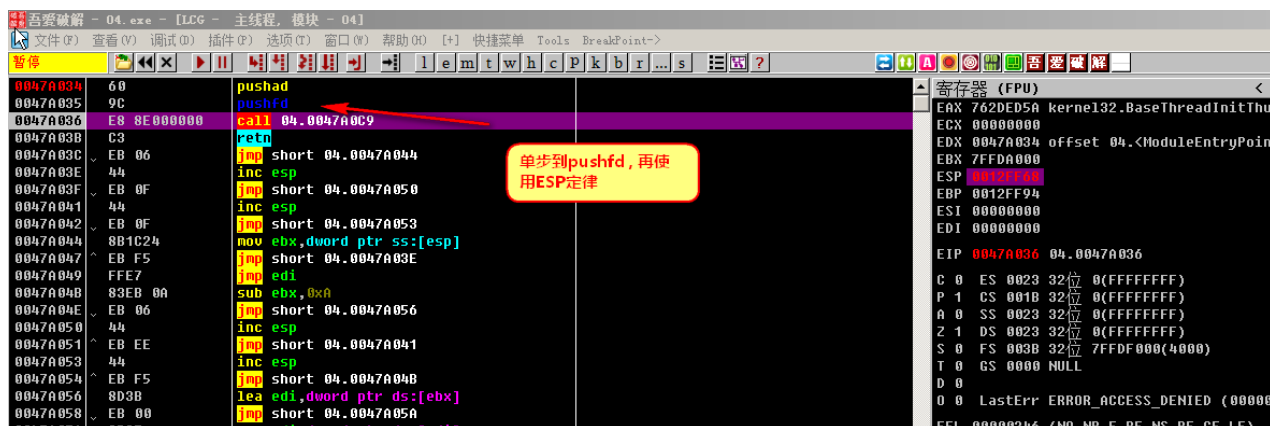 吾爱破解 - 04.exe - [LCG - 主线程, 模块 - 04]
文件(F) 查看(V) 调试(D) 插件(P) 选项(T) 窗口(W) 帮助(H) [+] 快捷菜单 Tools BreakPoint->
暂停 l e m t w h c P k b r ... s ? 吾 爱 破 解
0047A034 60 pushad
0047A035 9C pushfd
0047A036 E8 8E000000 call 04.0047A0C9
0047A03B C3 retn
0047A03C EB 06 jmp short 04.0047A044
0047A03E 44 inc esp
0047A03F EB 0F jmp short 04.0047A050
0047A041 44 inc esp
0047A042 EB 0F jmp short 04.0047A053
0047A044 8B1C24 mov ebx,dword ptr ss:[esp]
0047A047 EB F5 jmp short 04.0047A03E
0047A049 FFE7 jmp edi
0047A04B 83EB 0A sub ebx,0xA
0047A04E EB 06 jmp short 04.0047A056
0047A050 44 inc esp
0047A051 EB EE jmp short 04.0047A041
0047A053 44 inc esp
0047A054 EB F5 jmp short 04.0047A04B
0047A056 8D3B lea edi,dword ptr ds:[ebx]
0047A058 EB 00 jmp short 04.0047A05A
单步到pushfd，再使
用ESP定律
寄存器 (FPU) <
EAX 762DED5A kernel32.BaseThreadInitThu
ECX 00000000
EDX 0047A034 offset 04.<ModuleEntryPoin
EBX 7FFDA000
ESP 0012FF68
EBP 0012FF94
ESI 00000000
EDI 00000000
EIP 0047A036 04.0047A036
C 0 ES 0023 32位 0(FFFFFFFF)
P 1 CS 001B 32位 0(FFFFFFFF)
A 0 SS 0023 32位 0(FFFFFFFF)
Z 1 DS 0023 32位 0(FFFFFFFF)
S 0 FS 003B 32位 7FFDF000(4000)
T 0 GS 0000 NULL
D 0
O 0 LastErr ERROR_ACCESS_DENIED (00000